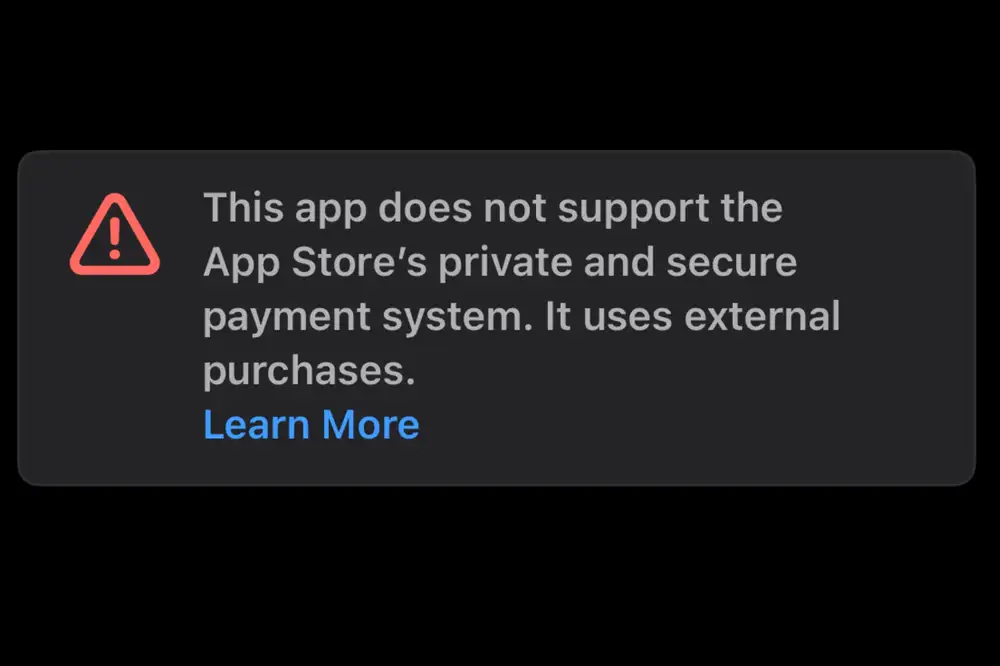 This app does not support the
App Store’s private and secure
payment system. It uses external
purchases.
Learn More